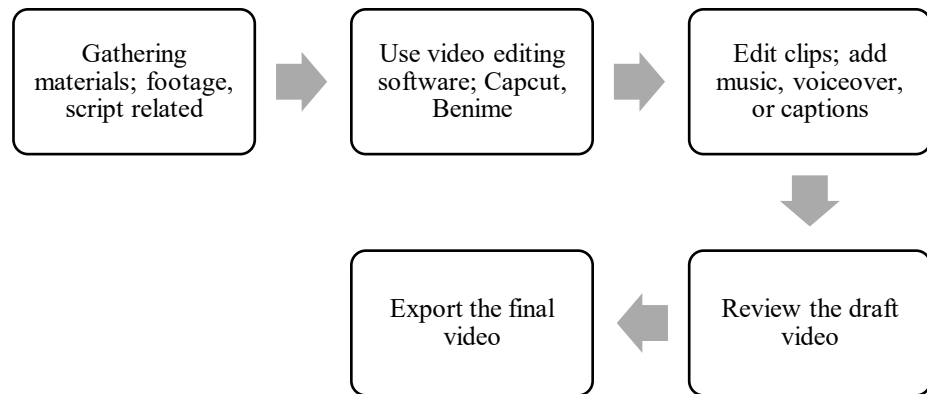 Gathering
materials; footage,
script related
Use video editing
software; Capcut,
Benime
Edit clips; add
music, voiceover,
or captions
Review the draft
video
Export the final
video